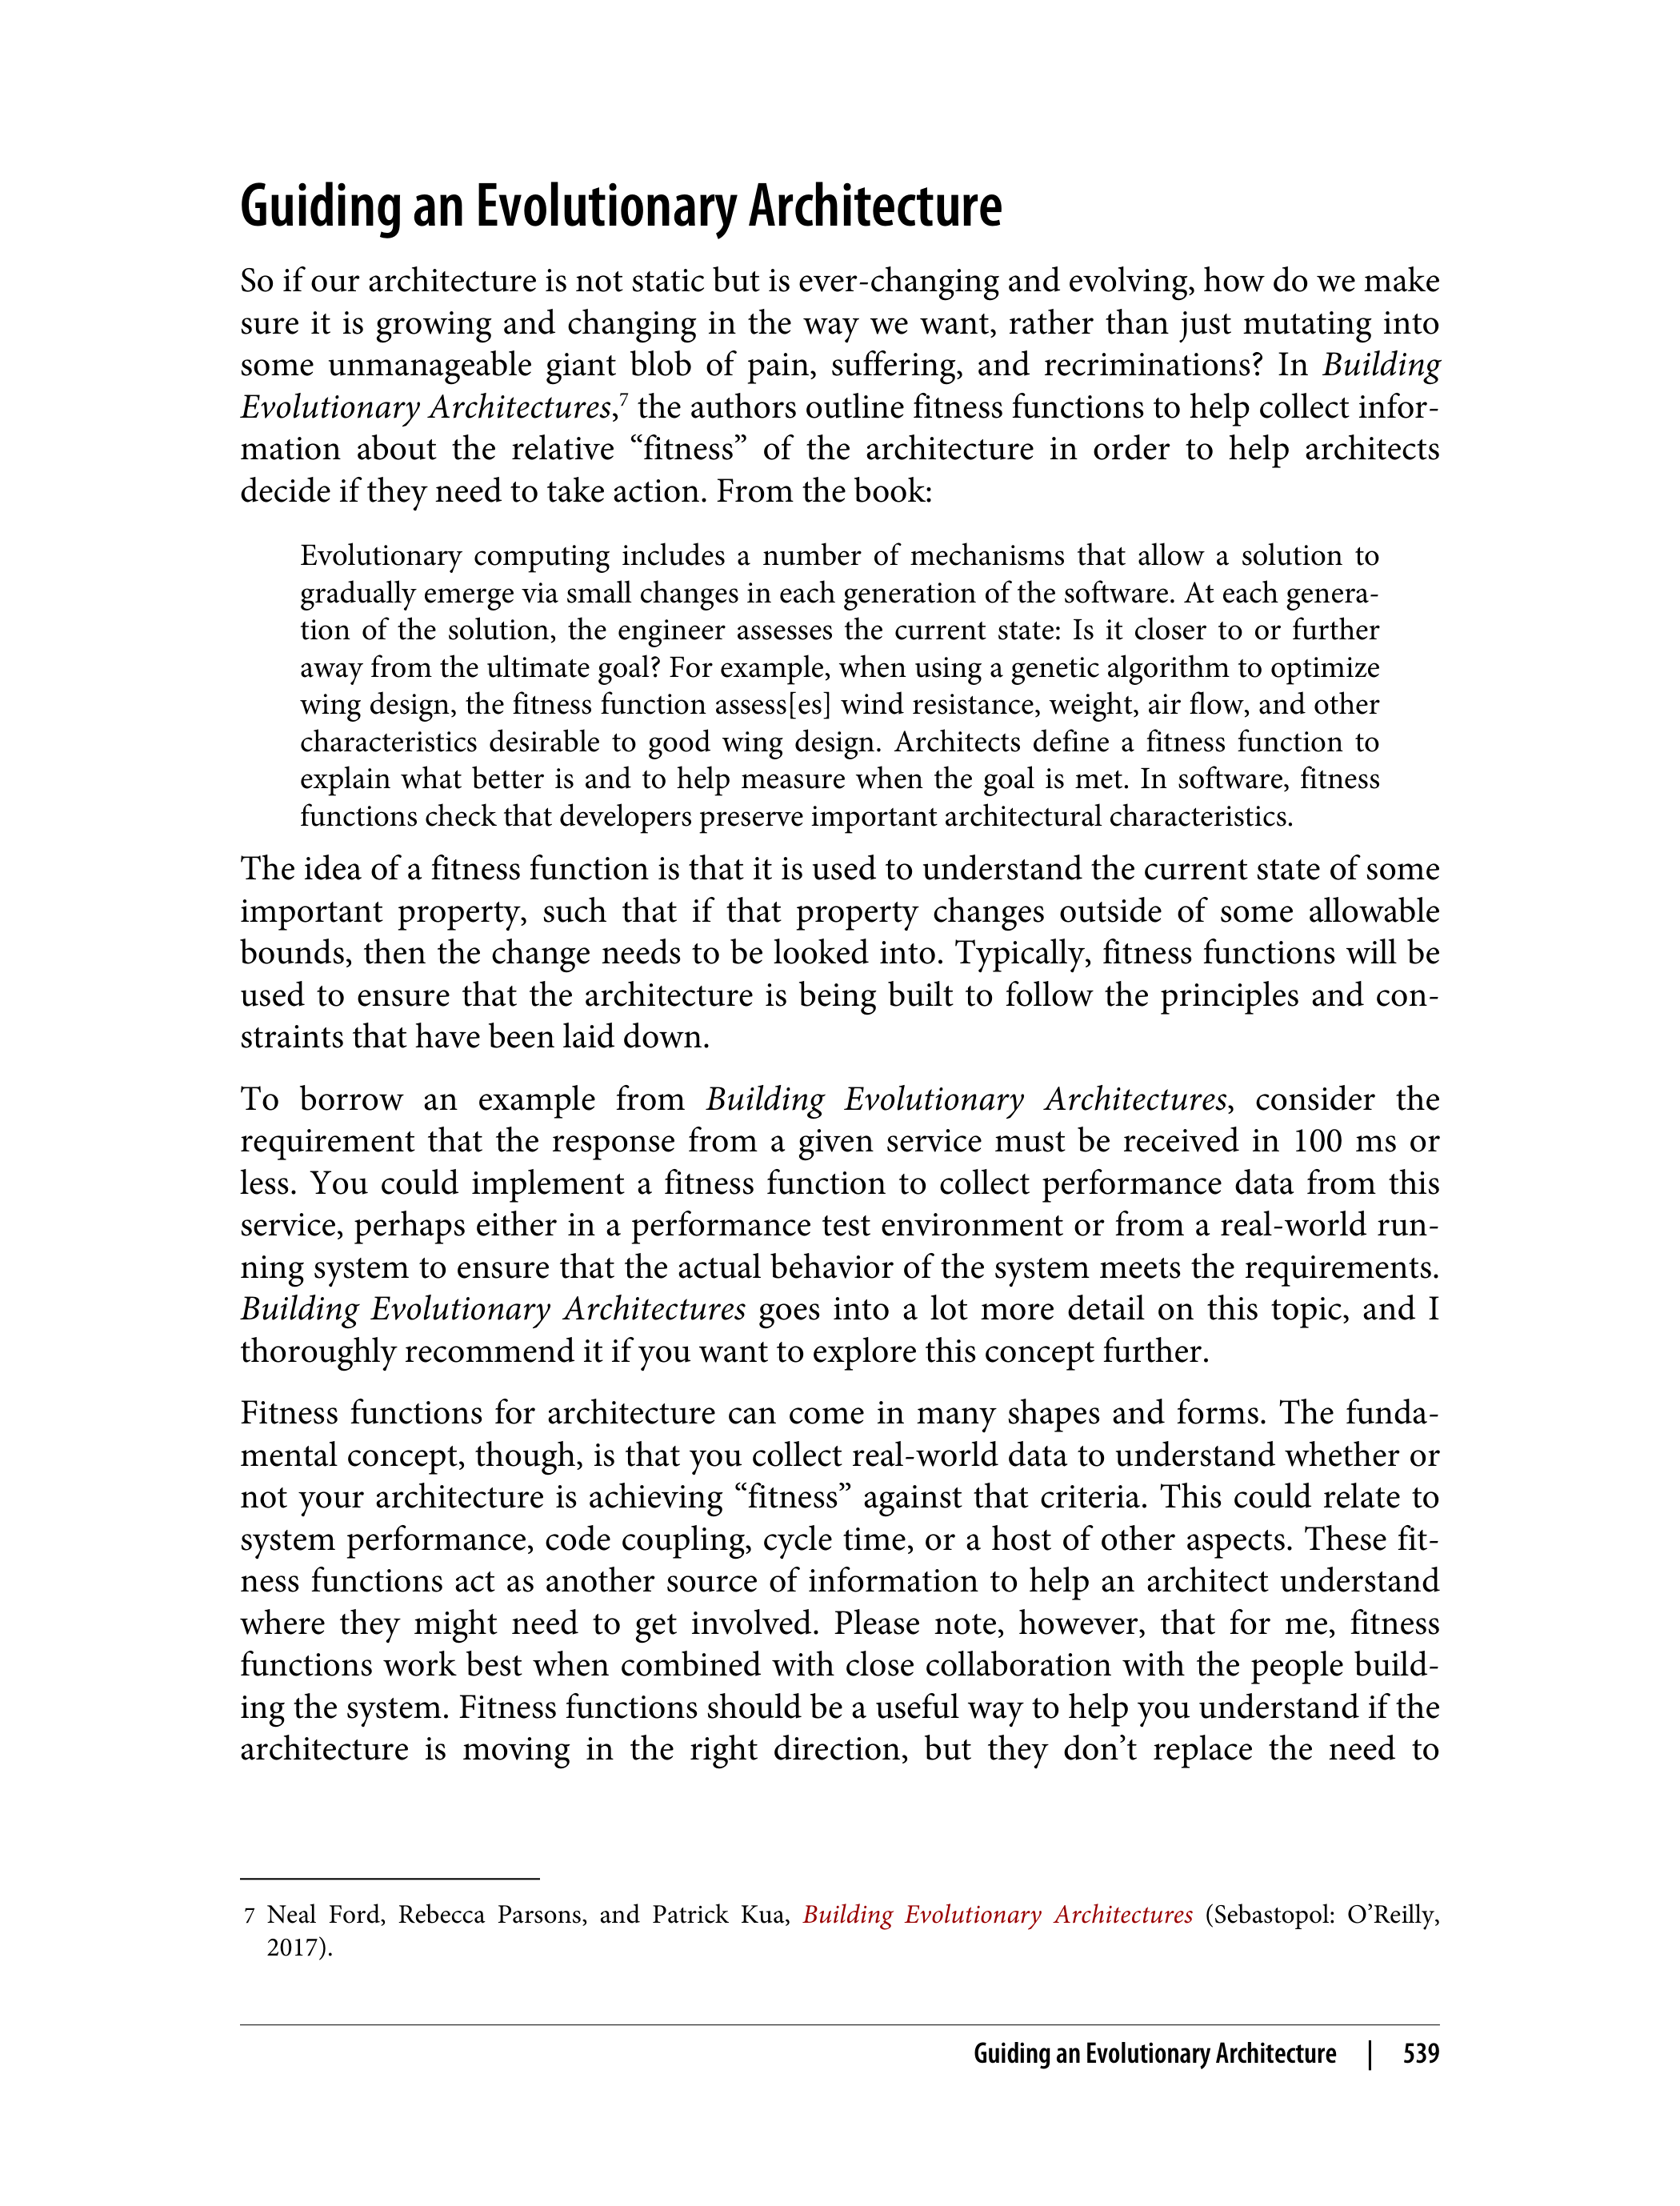 Guiding an Evolutionary Architecture
So if our architecture is not static but is ever-changing and evolving, how do we make
sure it is growing and changing in the way we want, rather than just mutating into
some unmanageable giant blob of pain, suffering, and recriminations? In Building
Evolutionary Architectures,7 the authors outline fitness functions to help collect infor-
mation about the relative “fitness” of the architecture in order to help architects
decide if they need to take action. From the book:
Evolutionary computing includes a number of mechanisms that allow a solution to
gradually emerge via small changes in each generation of the software. At each genera-
tion of the solution, the engineer assesses the current state: Is it closer to or further
away from the ultimate goal? For example, when using a genetic algorithm to optimize
wing design, the fitness function assess[es] wind resistance, weight, air flow, and other
characteristics desirable to good wing design. Architects define a fitness function to
explain what better is and to help measure when the goal is met. In software, fitness
functions check that developers preserve important architectural characteristics.
The idea of a fitness function is that it is used to understand the current state of some
important property, such that if that property changes outside of some allowable
bounds, then the change needs to be looked into. Typically, fitness functions will be
used to ensure that the architecture is being built to follow the principles and con-
straints that have been laid down.
To borrow an example from Building Evolutionary Architectures, consider the
requirement that the response from a given service must be received in 100 ms or
less. You could implement a fitness function to collect performance data from this
service, perhaps either in a performance test environment or from a real-world run-
ning system to ensure that the actual behavior of the system meets the requirements.
Building Evolutionary Architectures goes into a lot more detail on this topic, and I
thoroughly recommend it if you want to explore this concept further.
Fitness functions for architecture can come in many shapes and forms. The funda-
mental concept, though, is that you collect real-world data to understand whether or
not your architecture is achieving “fitness” against that criteria. This could relate to
system performance, code coupling, cycle time, or a host of other aspects. These fit-
ness functions act as another source of information to help an architect understand
where they might need to get involved. Please note, however, that for me, fitness
functions work best when combined with close collaboration with the people build-
ing the system. Fitness functions should be a useful way to help you understand if the
architecture is moving in the right direction, but they don’t replace the need to
7 Neal Ford, Rebecca Parsons, and Patrick Kua, Building Evolutionary Architectures (Sebastopol: O’Reilly,
2017).
Guiding an Evolutionary Architecture | 539